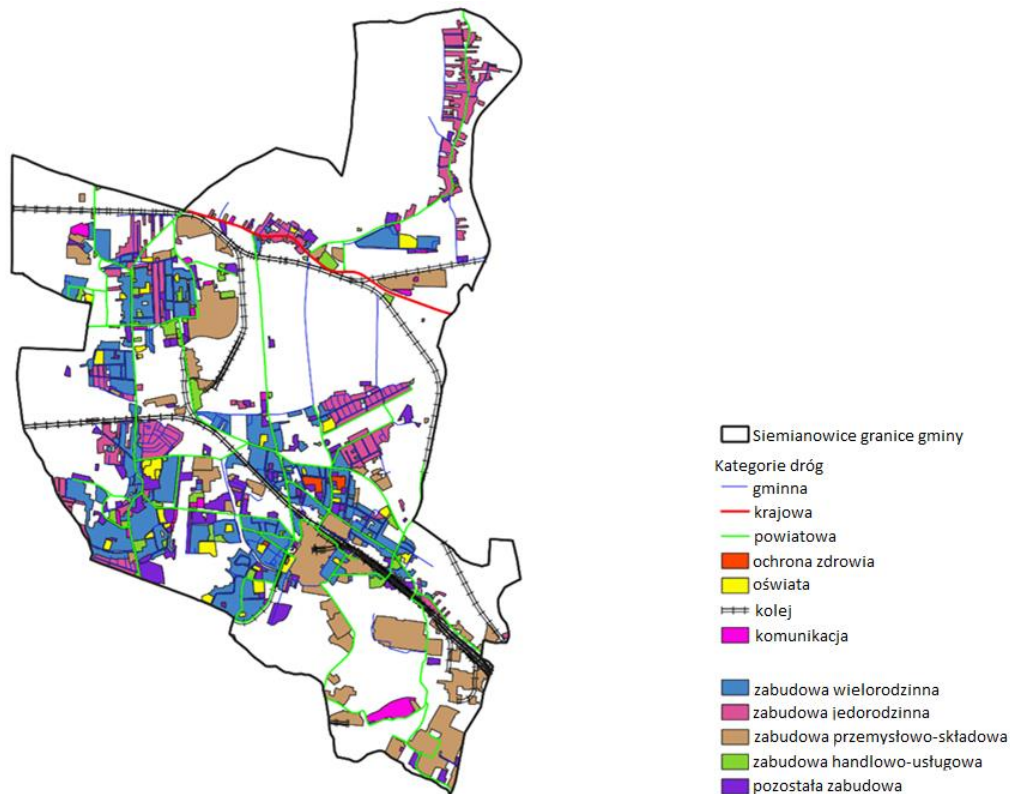 Siemianowice granice gminy
Kategorie dróg
gminna
krajowa
powiatowa
ochrona zdrowia
oświata
kolej
komunikacja
zabudowa wielorodzinna
zabudowa jedorodzinna
zabudowa przemysłowo-składowa
zabudowa handlowo-usługowa
pozostała zabudowa